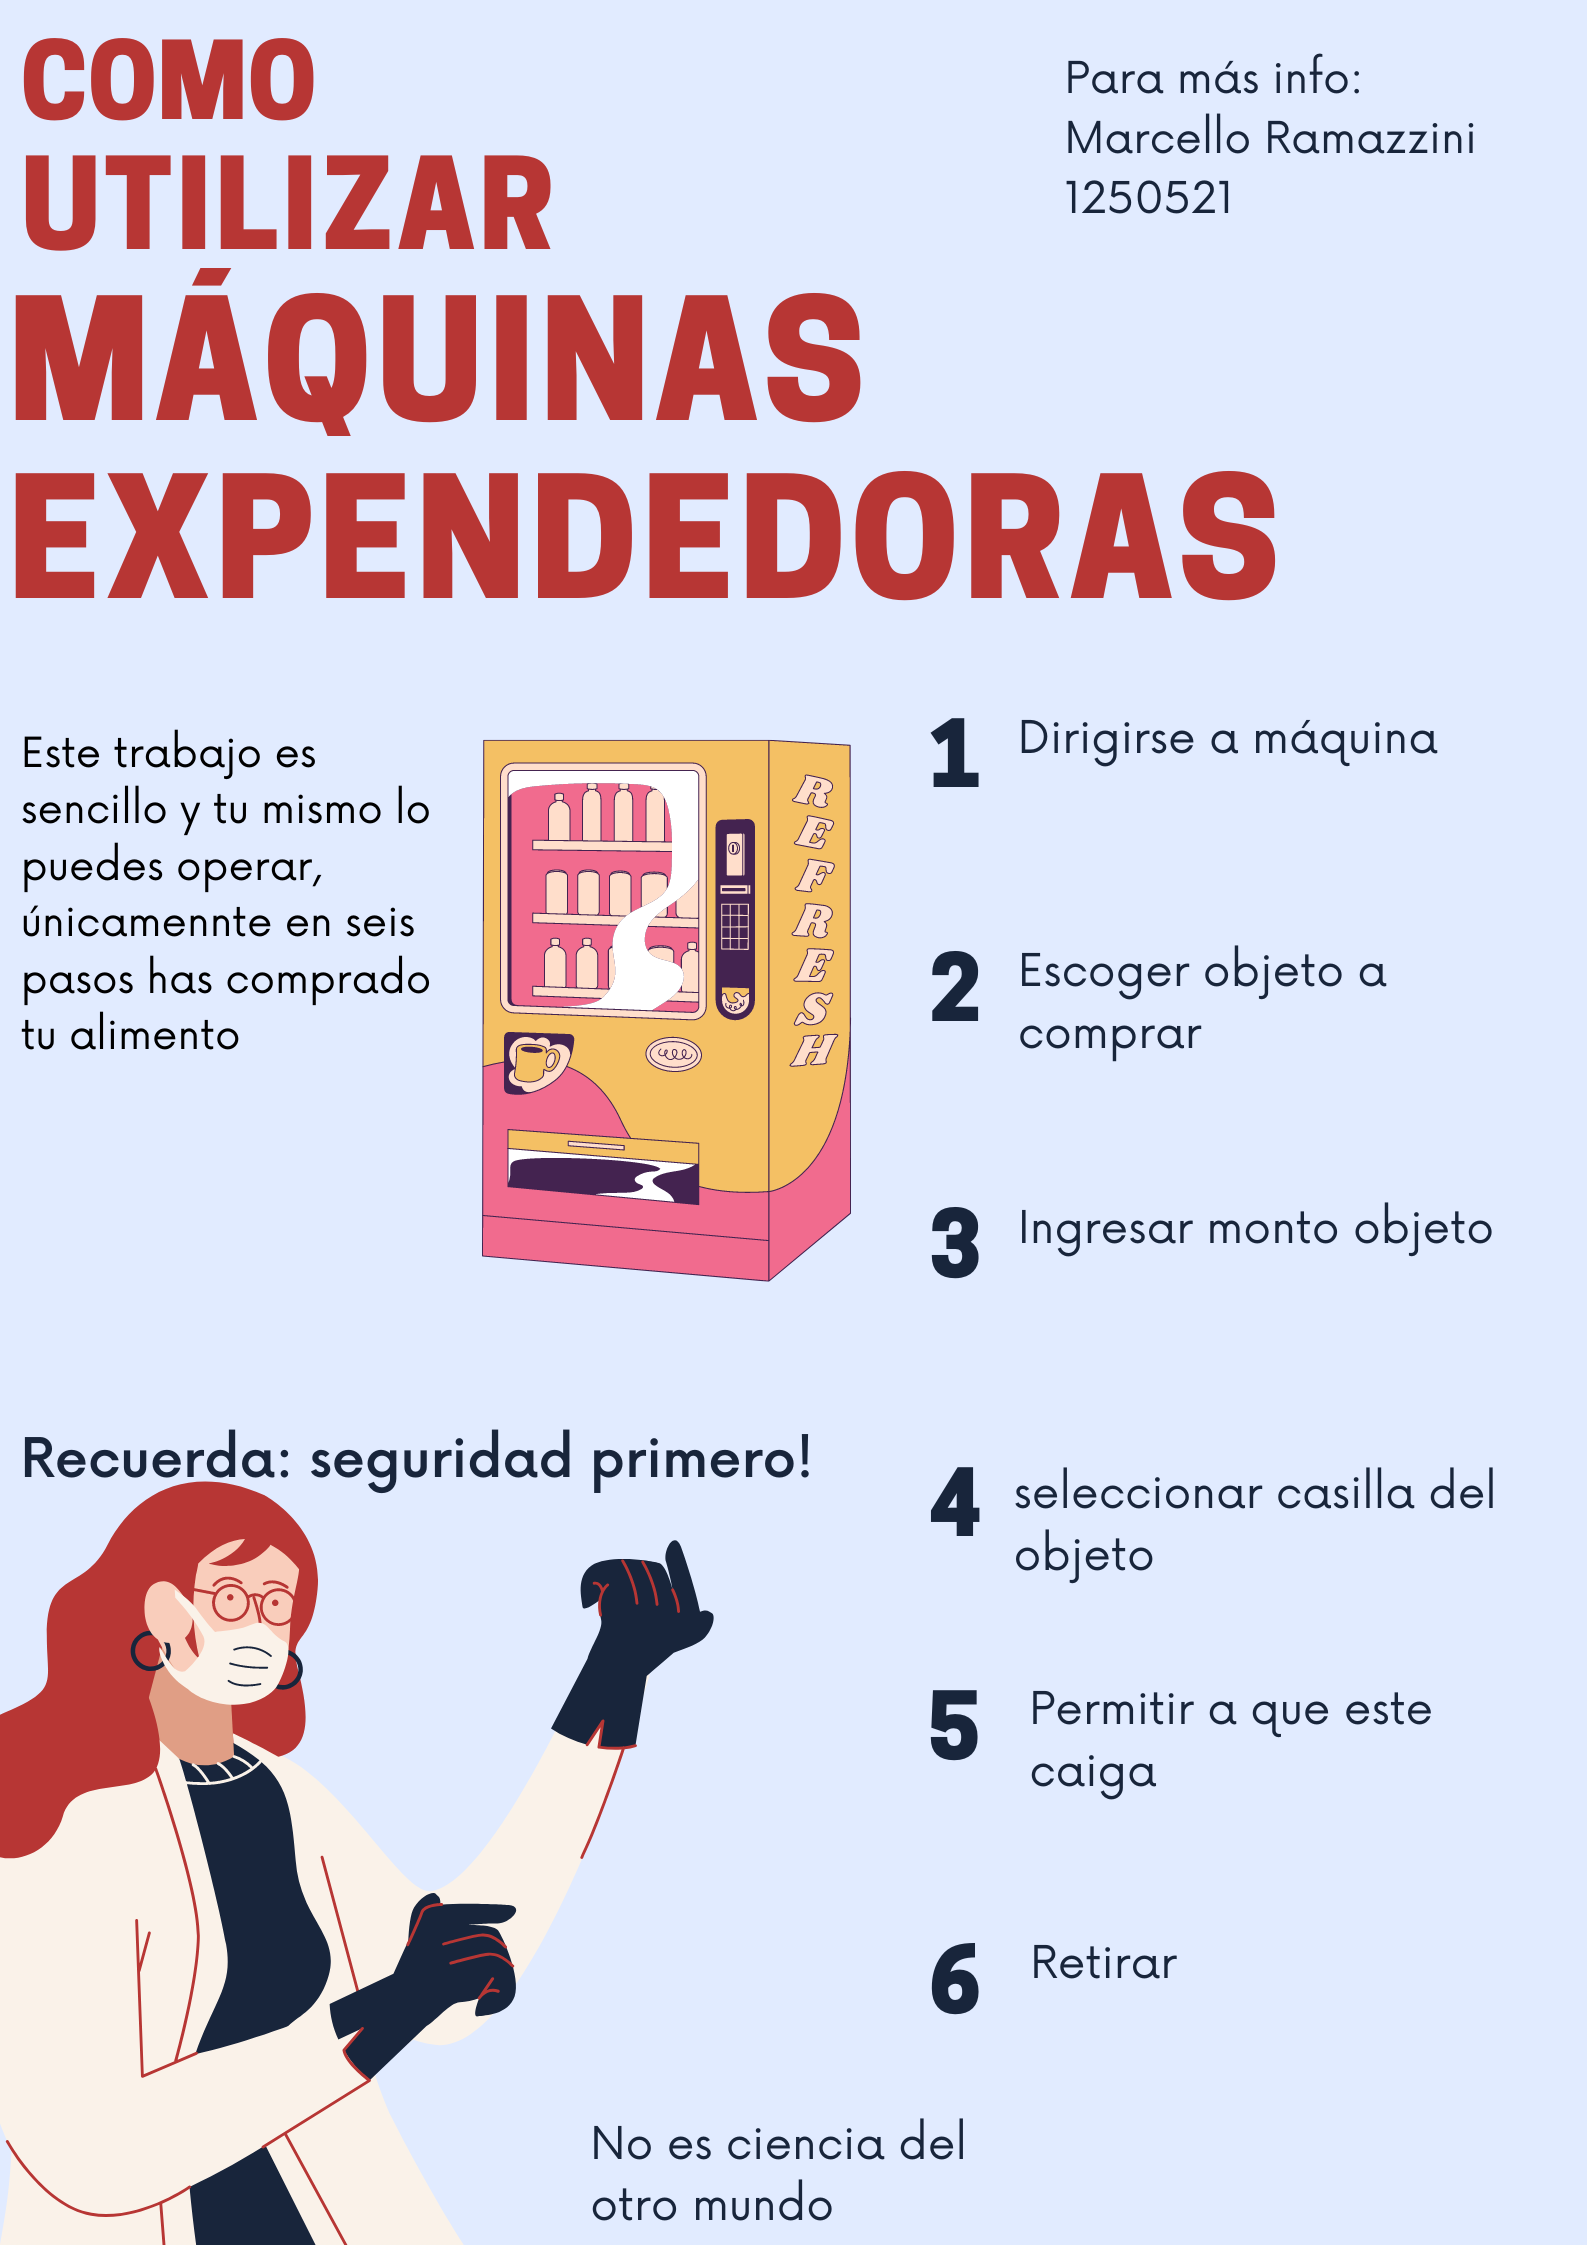 COMO
UTILIZAR
MÁQUINAS
EXPENDEDORAS
Para más info:
Marcello Ramazzini
1250521
Este trabajo es
sencillo y tu mismo lo
puedes operar,
únicamennte en seis
pasos has comprado
tu alimento
REFRESH
1 Dirigirse a máquina
2 Escoger objeto a
comprar
3 Ingresar monto objeto
Recuerda: seguridad primero!
4 seleccionar casilla del
objeto
5 Permitir a que este
caiga
6 Retirar
No es ciencia del
otro mundo